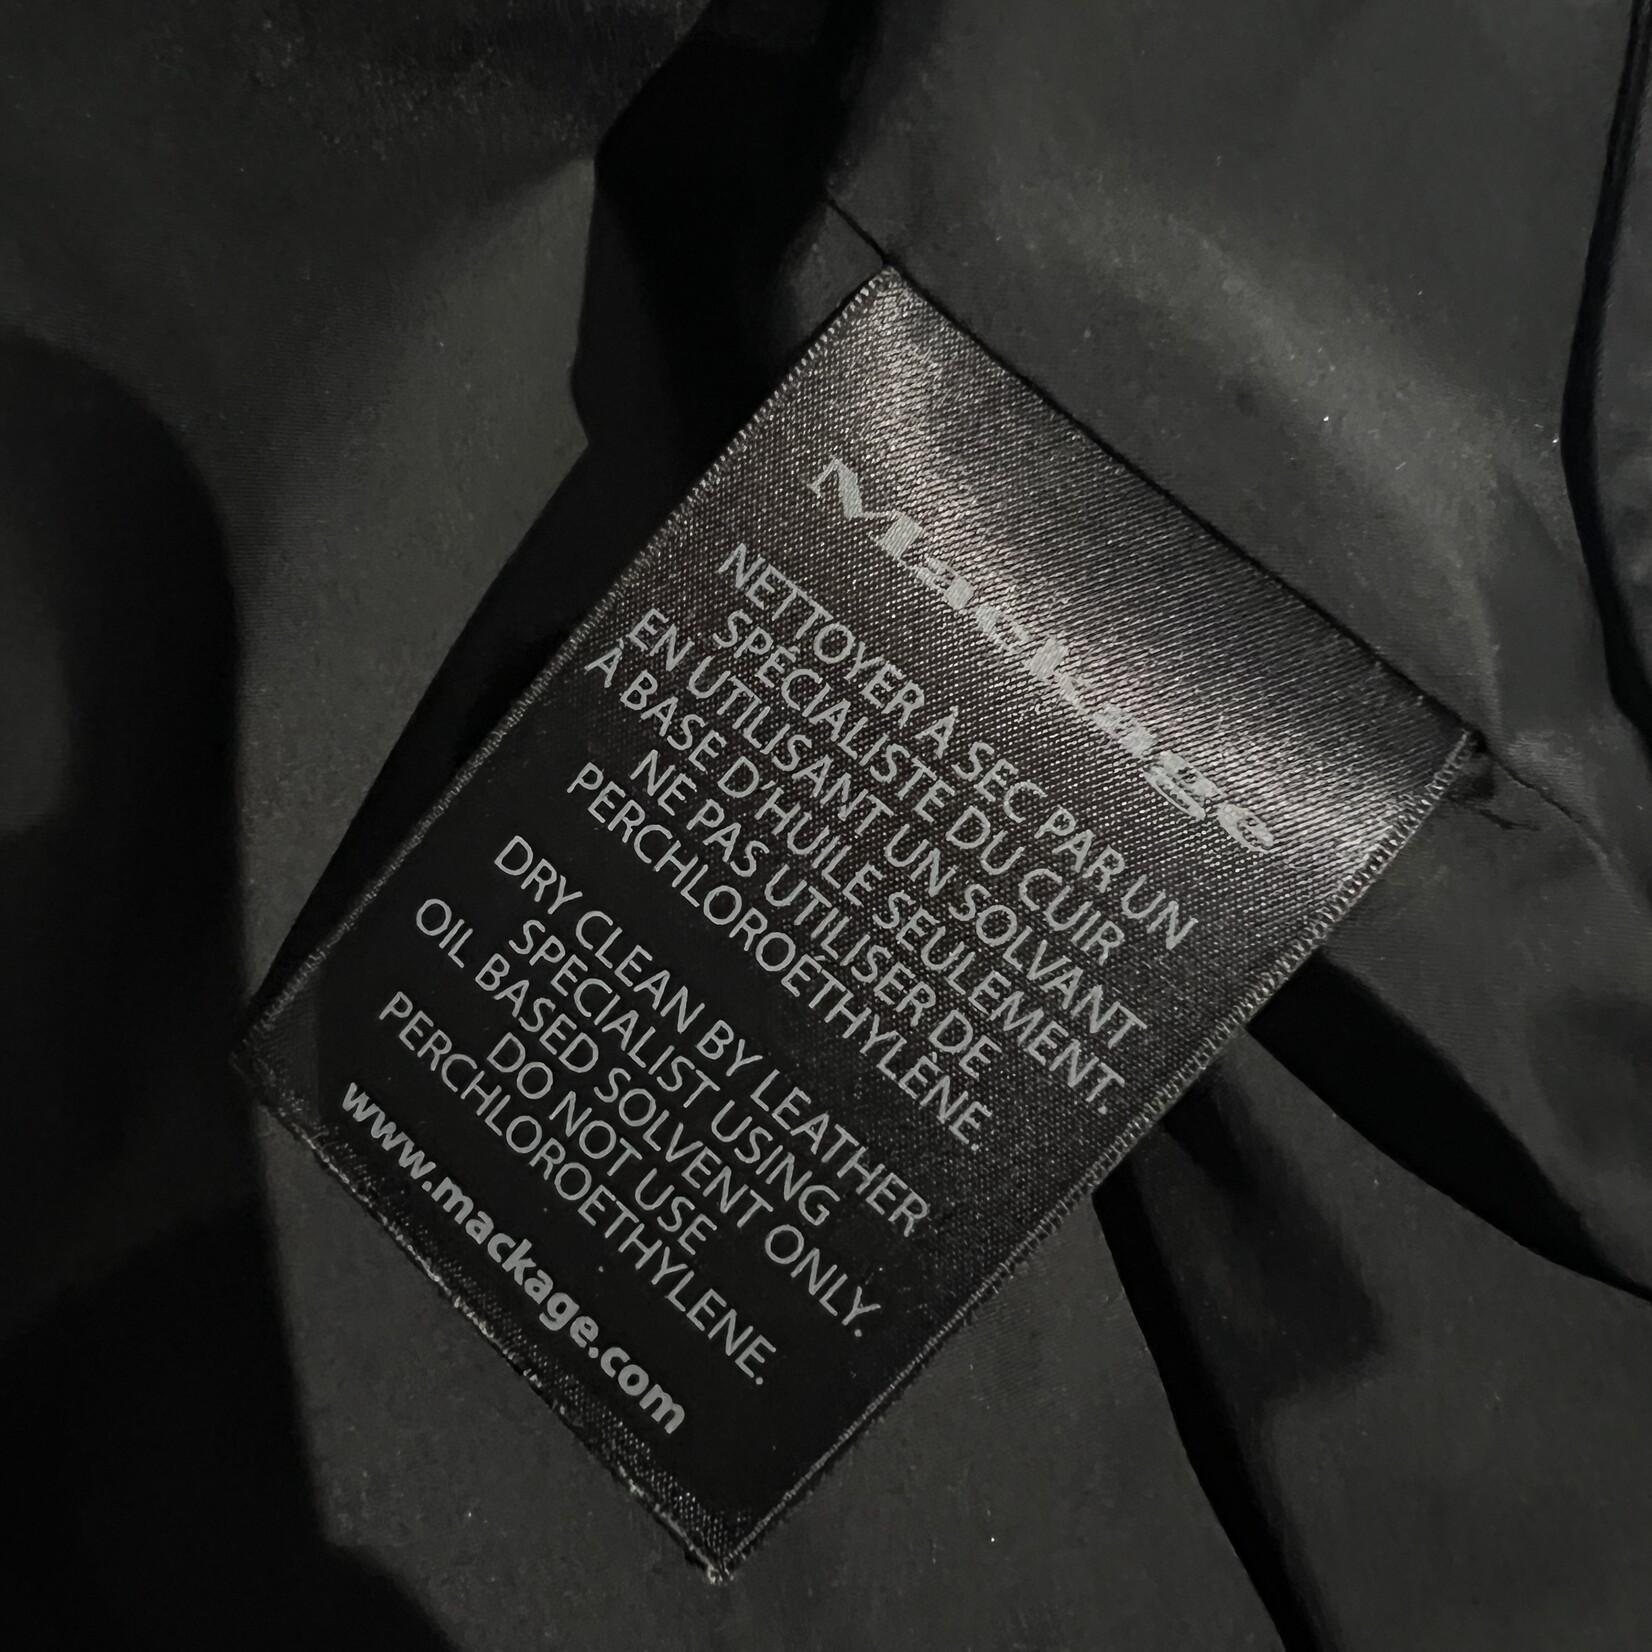 Mackage
NETTOYER À SEC PAR UN
SPÉCIALISTE DU CUIR
EN UTILISANT UN SOLVANT
À BASE D'HUILE SEULEMENT.
NE PAS UTILISER DE
PERCHLOROÉTHYLÈNE.
DRY CLEAN BY LEATHER
SPECIALIST USING
OIL BASED SOLVENT ONLY.
DO NOT USE
PERCHLOROETHYLENE.
www.mackage.com